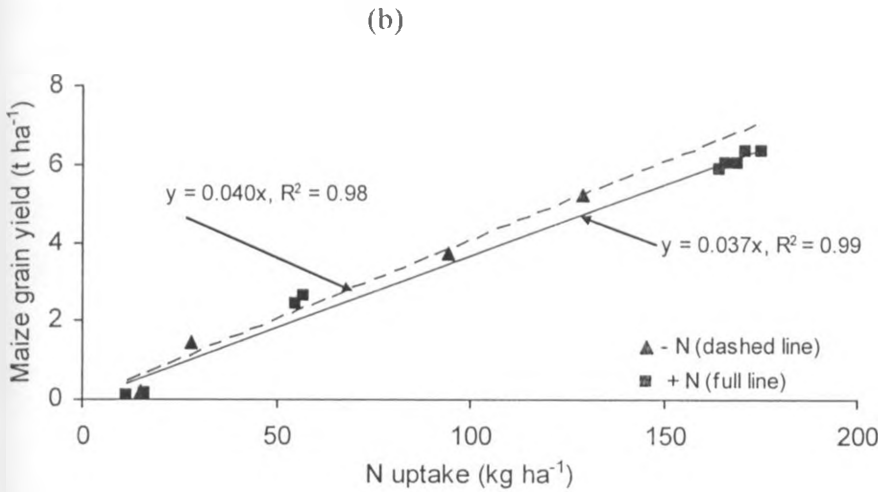 (b)
8
6
4
2
0
Maize grain yield (t ha⁻¹)
y = 0.040x, R² = 0.98
y = 0.037x, R² = 0.99
- N (dashed line)
+ N (full line)
0 50 100 150 200
N uptake (kg ha⁻¹)